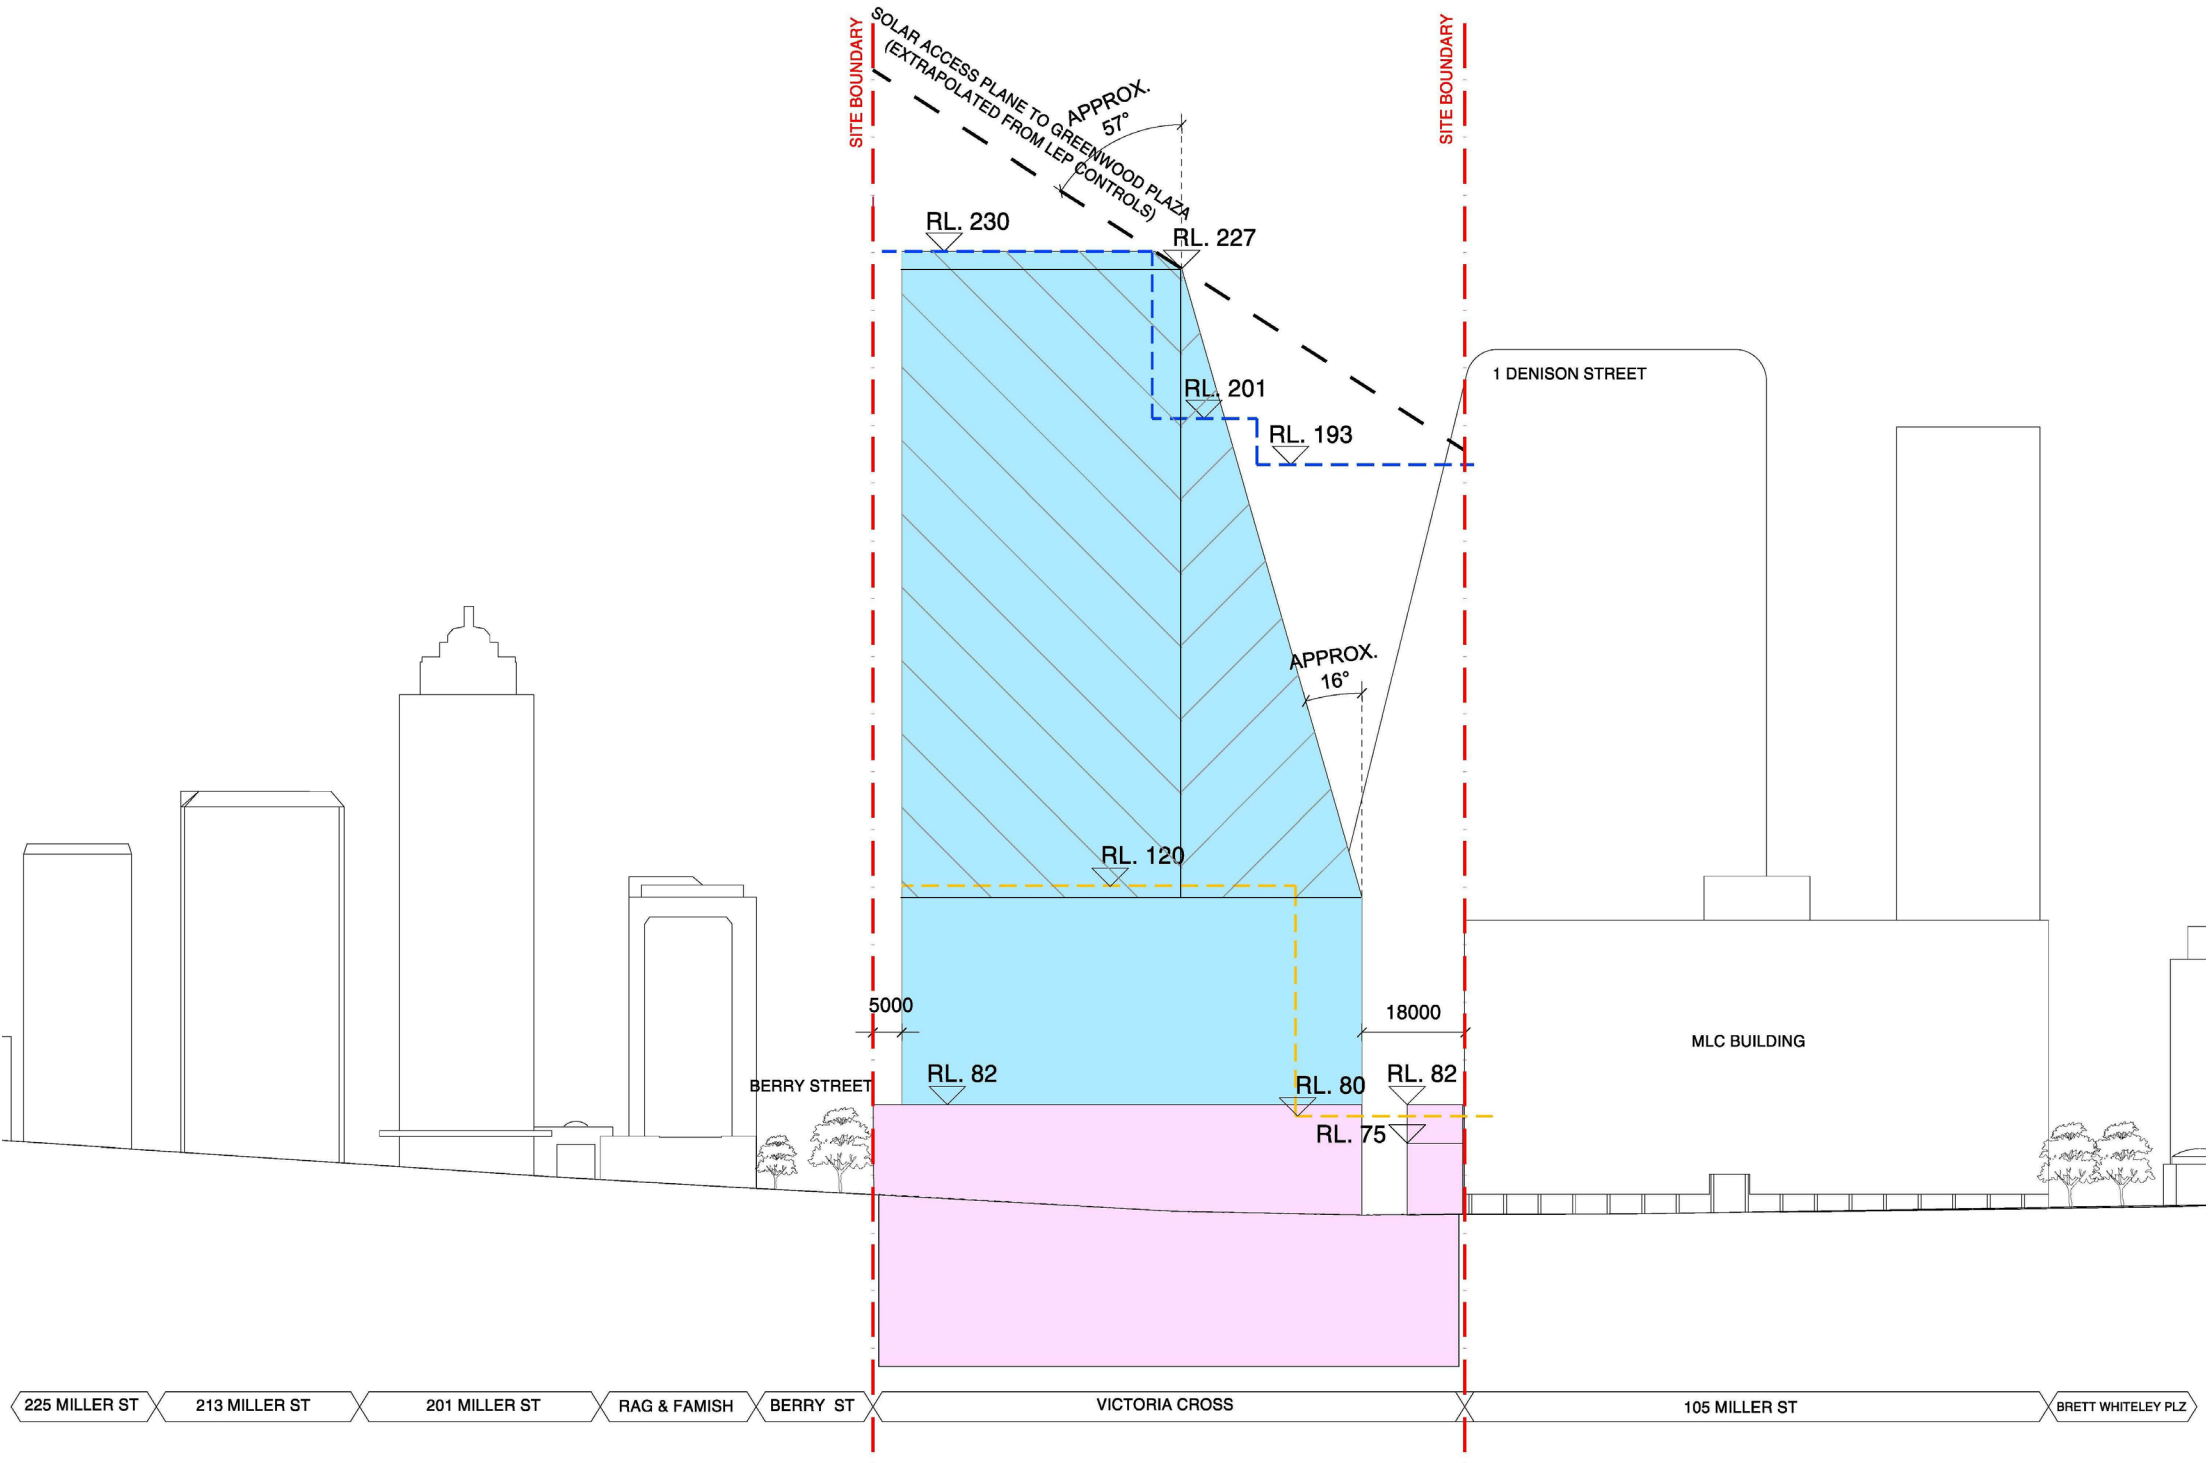 SITE BOUNDARY
SOLAR ACCESS PLANE TO GREENWOOD PLAZA
(EXTRAPOLATED FROM LEP CONTROLS)
APPROX.
57°
SITE BOUNDARY
RL. 230
RL. 227
1 DENISON STREET
RL. 201
RL. 193
APPROX.
16°
RL. 120
5000
18000
MLC BUILDING
BERRY STREET
RL. 82
RL. 80
RL. 82
RL. 75
225 MILLER ST
213 MILLER ST
201 MILLER ST
RAG & FAMISH
BERRY ST
VICTORIA CROSS
105 MILLER ST
BRETT WHITELEY PLZ